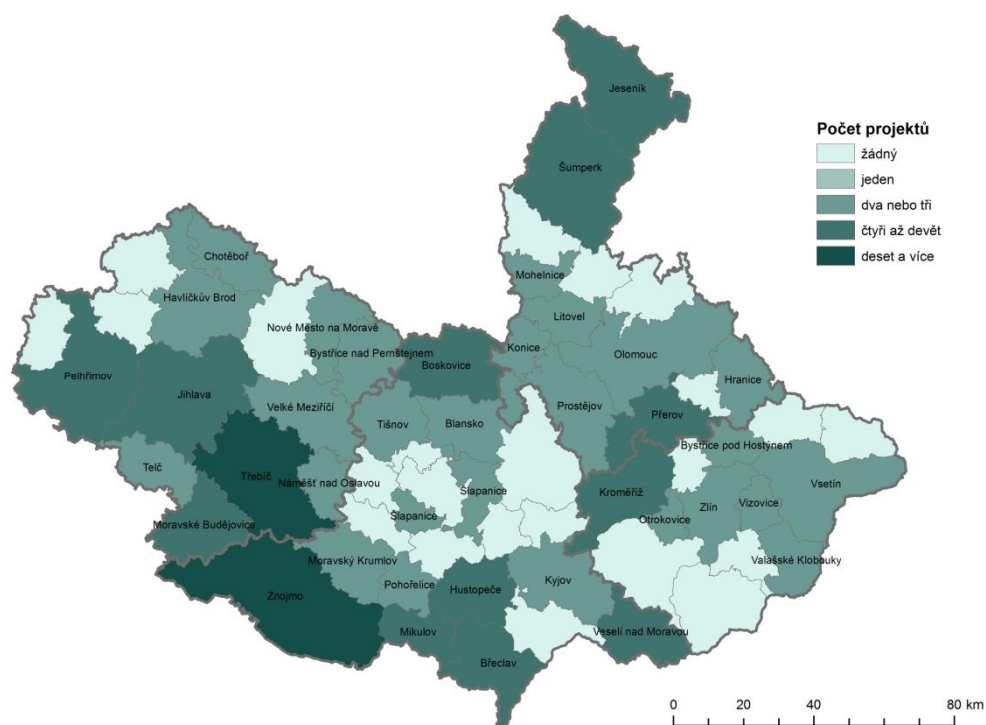 Jeseník
Počet projektů
žádný
jeden
dva nebo tři
čtyři až devět
deset a více
Šumperk
Chotěboř
Mohelnice
Havlíčkův Brod
Litovel
Nové Město na Moravě
Konice
Olomouc
Bystřice nad Pernštejnem
Boskovice
Hranice
Pelhřimov
Jihlava
Prostějov
Velké Meziříčí
Přerov
Tišnov
Blansko
Bystřice pod Hostýnem
Telč
Třebíč
Náměšť nad Oslavou
Šlapanice
Kroměříž
Vsetín
Zlín
Vizovice
Otrokovice
Šlapanice
Moravské Budějovice
Moravský Krumlov
Valašské Klobouky
Pohořelice
Hustopeče
Kyjov
Znojmo
Mikulov
Veselí nad Moravou
Břeclav
0 20 40 80 km